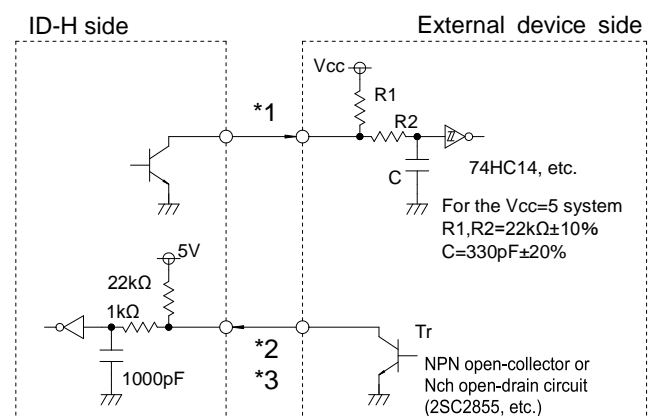 ID-H side
External device side
Vcc
R1
*1
R2
C
74HC14, etc.
For the Vcc=5 system
R1,R2=22kΩ±10%
C=330pF±20%
5V
22kΩ
1kΩ
1000pF
*2
*3
Tr
NPN open-collector or
Nch open-drain circuit
(2SC2855, etc.)